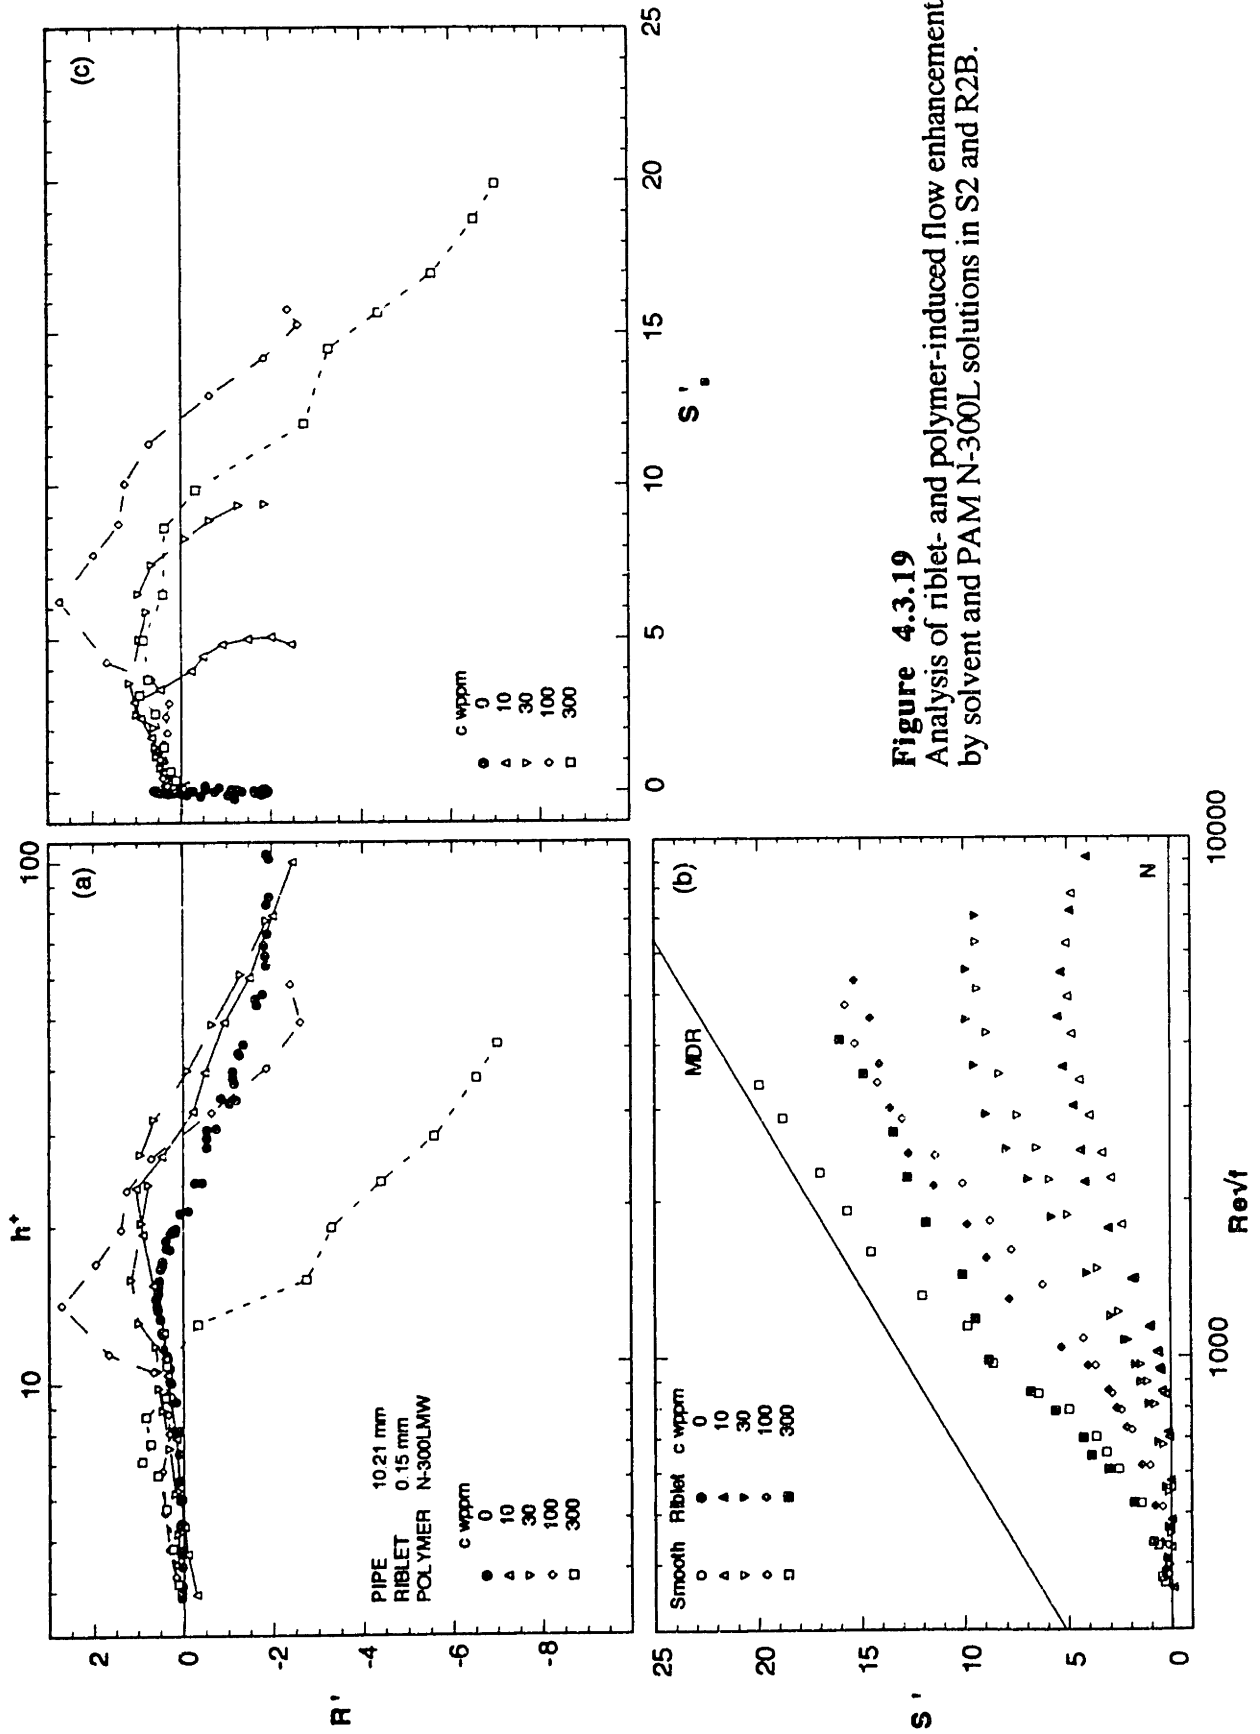 h+
10
100
(a)
2
0
-2
-4
-6
-8
R'
PIPE 10.21 mm
RIBLET 0.15 mm
POLYMER N-300LMW
c wppm
0
10
30
100
300
(c)
c wppm
0
10
30
100
300
0
5
10
15
20
25
S's
(b)
MDR
N
Smooth Riblet c wppm
0
10
30
100
300
25
20
15
10
5
0
S'
1000
10000
Re√f
Figure 4.3.19
Analysis of riblet- and polymer-induced flow enhancement
by solvent and PAM N-300L solutions in S2 and R2B.